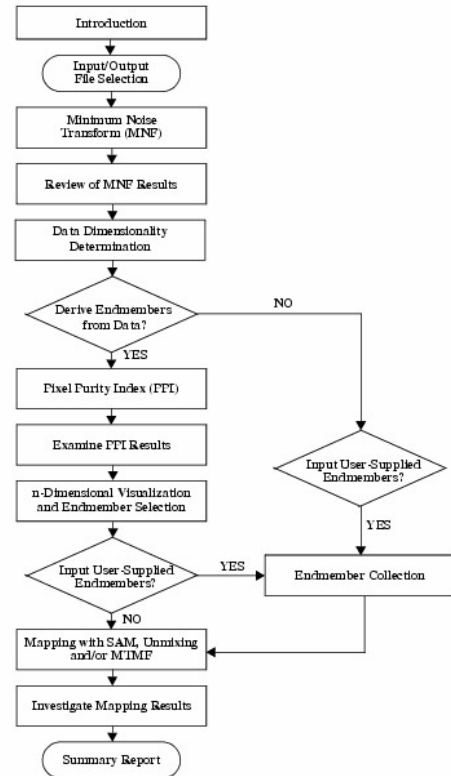 Introduction
Input/Output
File Selection
Minimum Noise
Transform (MNF)
Review of MNF Results
Data Dimensionality
Determination
Derive Endmembers
from Data?
NO
YES
Pixel Purity Index (PPI)
Examine PPI Results
Input User-Supplied
Endmembers?
n-Dimensional Visualization
and Endmember Selection
YES
Input User-Supplied
Endmembers?
YES
Endmember Collection
NO
Mapping with SAM, Unmixing
and/or MTMF
Investigate Mapping Results
Summary Report